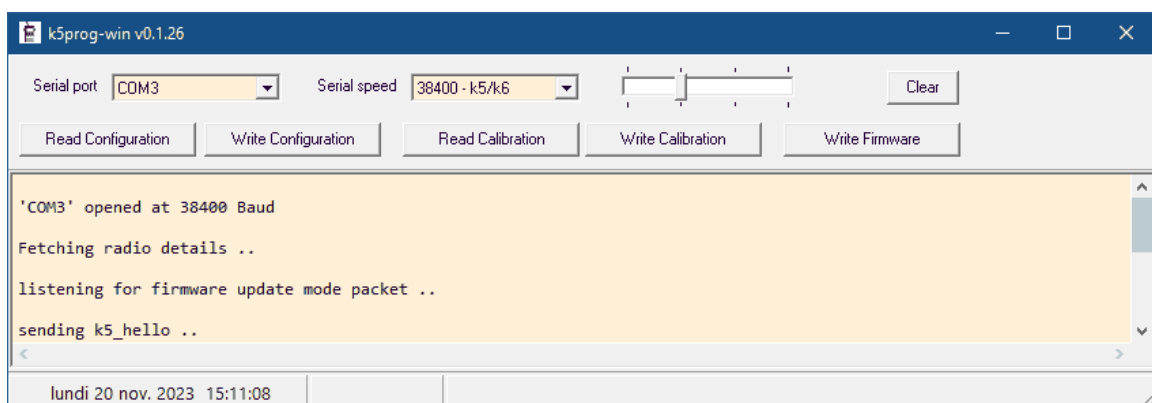 k5prog-win v0.1.26
Serial port COM3 Serial speed 38400 - k5/k6 Clear
Read Configuration Write Configuration Read Calibration Write Calibration Write Firmware
'COM3' opened at 38400 Baud
Fetching radio details ..
listening for firmware update mode packet ..
sending k5_hello ..
lundi 20 nov. 2023 15:11:08